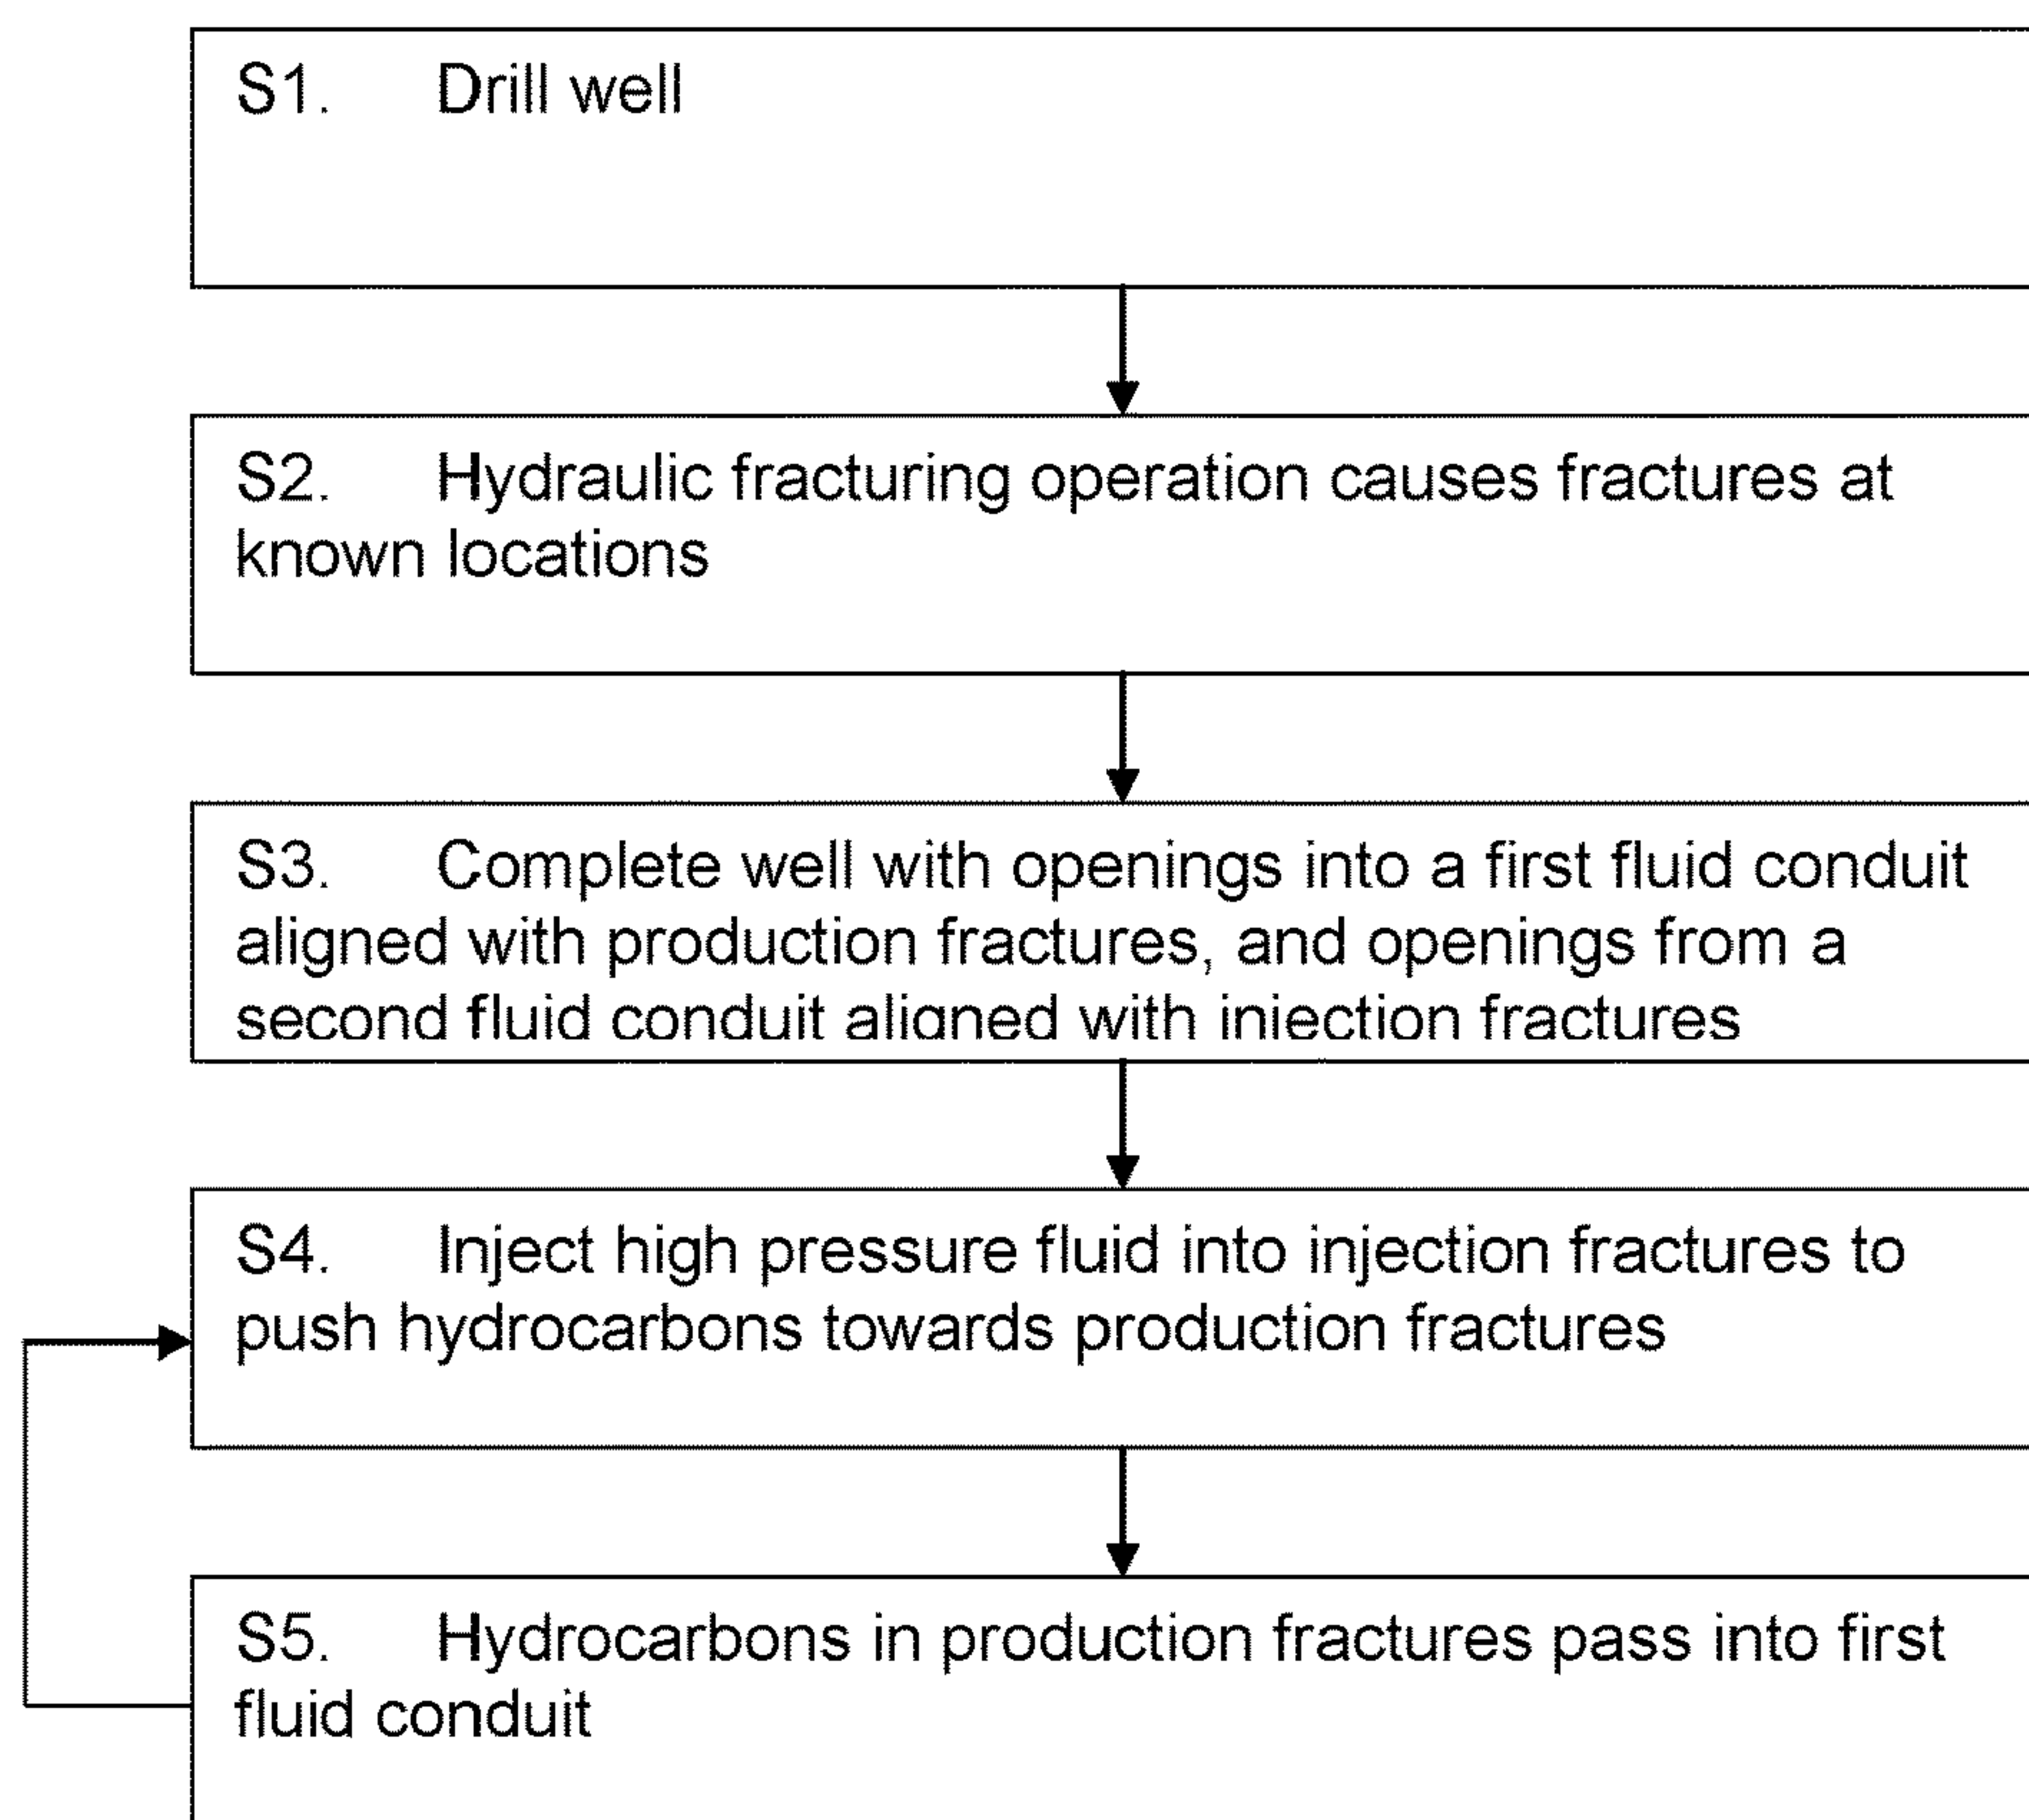 S1. Drill well
S2. Hydraulic fracturing operation causes fractures at
known locations
S3. Complete well with openings into a first fluid conduit
aligned with production fractures, and openings from a
second fluid conduit aligned with injection fractures
S4. Inject high pressure fluid into injection fractures to
push hydrocarbons towards production fractures
S5. Hydrocarbons in production fractures pass into first
fluid conduit